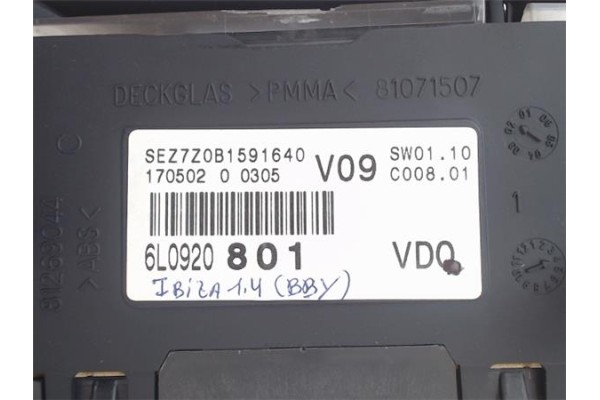 DECKGLAS >PMMA< 81071507
SEZ7Z0B1591640
170502 0 0305
V09
SW01.10
C008.01
6L0920 801
VDO
IBIZA 1.4 (BBY)
C
>ABS<
1